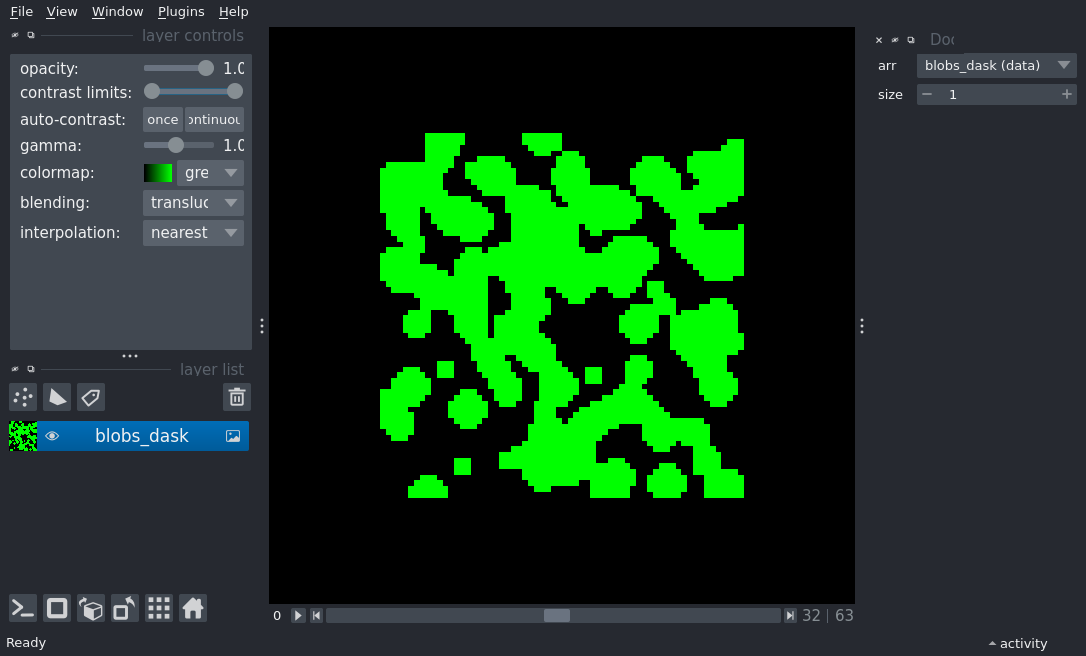 File View Window Plugins Help
layer controls
opacity: 1.0
contrast limits:
auto-contrast: once ontinuou
gamma: 1.0
colormap: gre
blending: transluc
interpolation: nearest
layer list
blobs_dask
0 32 | 63
Ready
Doc
arr blobs_dask (data)
size 1
activity